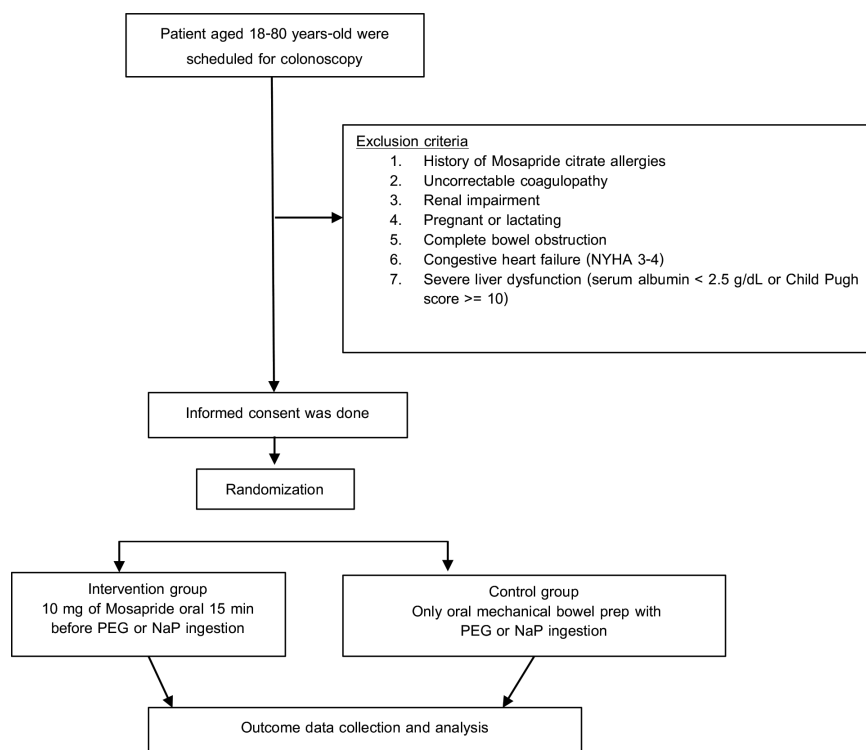 Patient aged 18-80 years-old were
scheduled for colonoscopy
Exclusion criteria
1. History of Mosapride citrate allergies
2. Uncorrectable coagulopathy
3. Renal impairment
4. Pregnant or lactating
5. Complete bowel obstruction
6. Congestive heart failure (NYHA 3-4)
7. Severe liver dysfunction (serum albumin < 2.5 g/dL or Child Pugh
score >= 10)
Informed consent was done
Randomization
Intervention group
10 mg of Mosapride oral 15 min
before PEG or NaP ingestion
Control group
Only oral mechanical bowel prep with
PEG or NaP ingestion
Outcome data collection and analysis